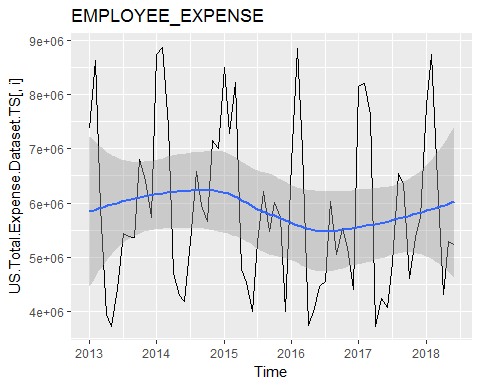 EMPLOYEE_EXPENSE
US.Total.Expense.Dataset.TS[, i]
9e+06
8e+06
7e+06
6e+06
5e+06
4e+06
2013 2014 2015 2016 2017 2018
Time